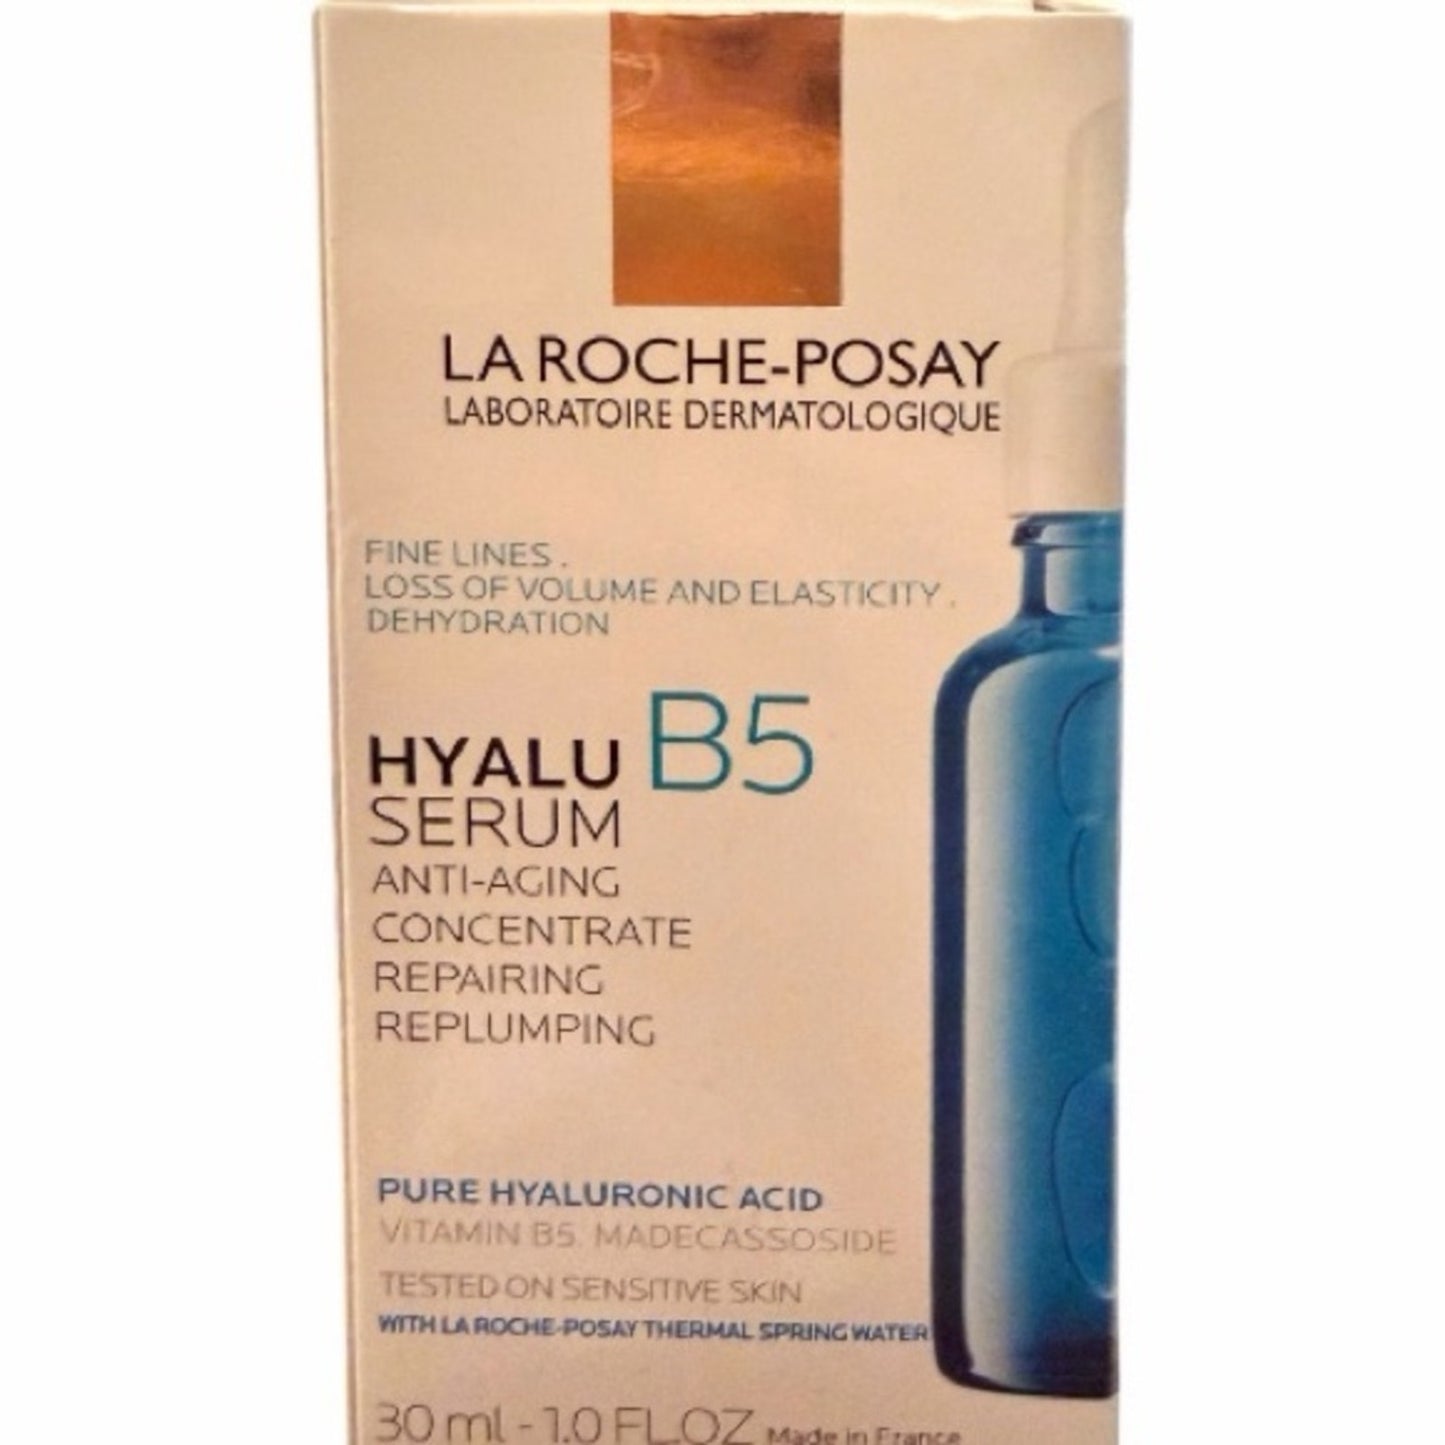 LA ROCHE-POSAY
LABORATOIRE DERMATOLOGIQUE
FINE LINES .
LOSS OF VOLUME AND ELASTICITY .
DEHYDRATION
HYALU B5
SERUM
ANTI-AGING
CONCENTRATE
REPAIRING
REPLUMPING
PURE HYALURONIC ACID
VITAMIN B5. MADECASSOSIDE
TESTED ON SENSITIVE SKIN
WITH LA ROCHE-POSAY THERMAL SPRING WATER
30 ml - 1.0 FL.OZ Made in France